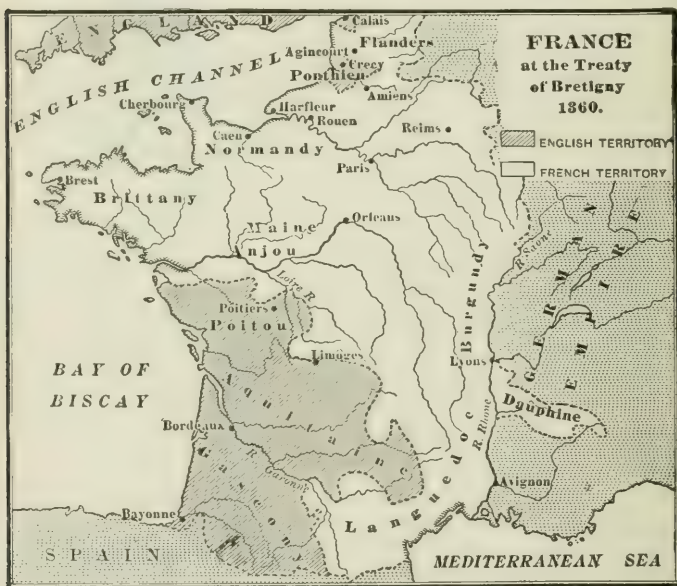 FRANCE
at the Treaty
of Bretigny
1360.
ENGLISH TERRITORY
FRENCH TERRITORY
ENGLAND
ENGLISH CHANNEL
Calais
Flanders
Agincourt
Crecy
Ponthieu
Amiens
Cherbourg
Harfleur
Rouen
Caen
Normandy
Reims
Paris
Brest
Brittany
Maine
Anjou
Orleans
Loire R
Burgundy
R Saone
GERMAN
EMPIRE
Poitiers
Poitou
Limoges
Lyons
BAY OF
BISCAY
Aquitaine
Dauphine
Bordeaux
R Garonne
Gascony
Languedoc
R Rhone
Avignon
Bayonne
SPAIN
MEDITERRANEAN SEA